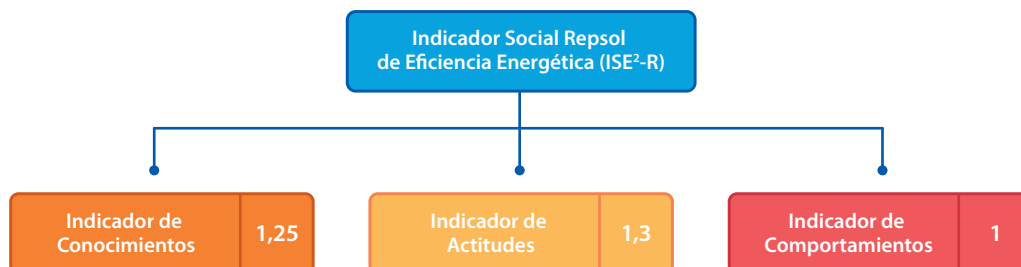 Indicador Social Repsol
de Eficiencia Energética (ISE²-R)
Indicador de
Conocimientos
1,25
Indicador de
Actitudes
1,3
Indicador de
Comportamientos
1